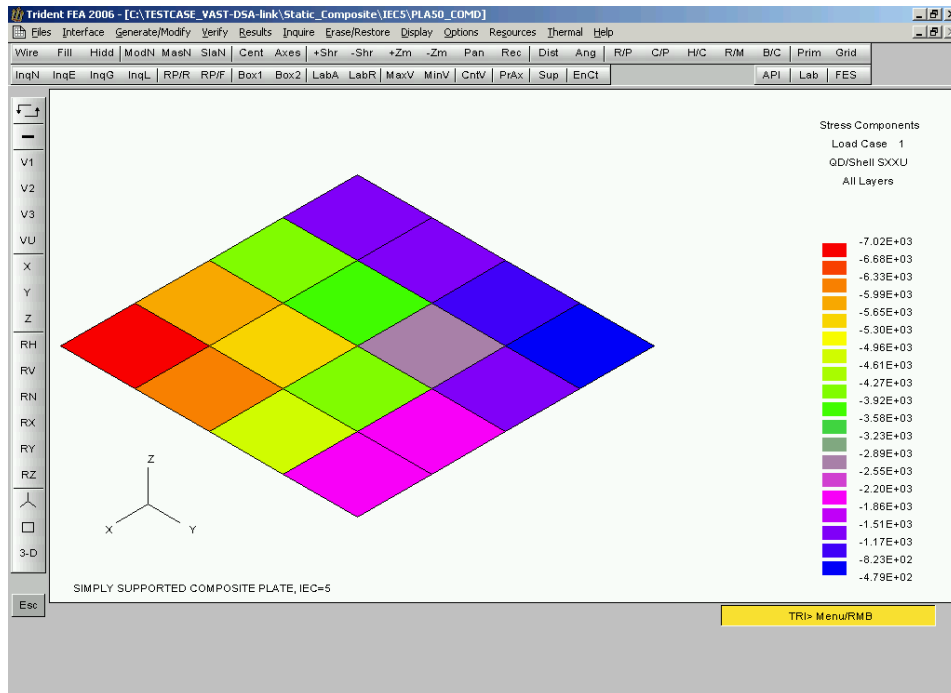 Trident FEA 2006 - [C:\TESTCASE_VAST-DSA-link\Static_Composite\IEC5\PLA50_COMD]
Files Interface Generate/Modify Verify Results Inquire Erase/Restore Display Options Resources Thermal Help
Wire Fill Hidd ModN MasN SlaN Cent Axes +Shr -Shr +Zm -Zm Pan Rec Dist Ang R/P C/P H/C R/M B/C Prim Grid
InqN InqE InqG InqL RP/R RP/F Box1 Box2 LabA LabR MaxV MinV CntV PrAx Sup EnCt API Lab FES
V1
V2
V3
VU
X
Y
Z
RH
RV
RN
RX
RY
RZ
3-D
Esc
Stress Components
Load Case 1
QD/Shell SXXU
All Layers
-7.02E+03
-6.68E+03
-6.33E+03
-5.99E+03
-5.65E+03
-5.30E+03
-4.96E+03
-4.61E+03
-4.27E+03
-3.92E+03
-3.58E+03
-3.23E+03
-2.89E+03
-2.55E+03
-2.20E+03
-1.86E+03
-1.51E+03
-1.17E+03
-8.23E+02
-4.79E+02
Z
X Y
SIMPLY SUPPORTED COMPOSITE PLATE, IEC=5
TRI> Menu/RMB